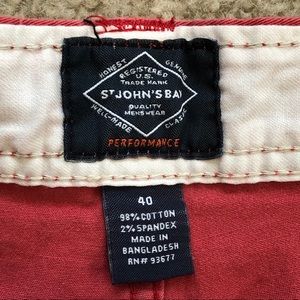 HONEST
GENUINE
REGISTERED
U.S.
TRADE MARK
ST JOHN'S BAY
QUALITY
MENSWEAR
WELL-MADE
CLASSIC
PERFORMANCE
40
98% COTTON
2% SPANDEX
MADE IN
BANGLADESH
RN# 93677